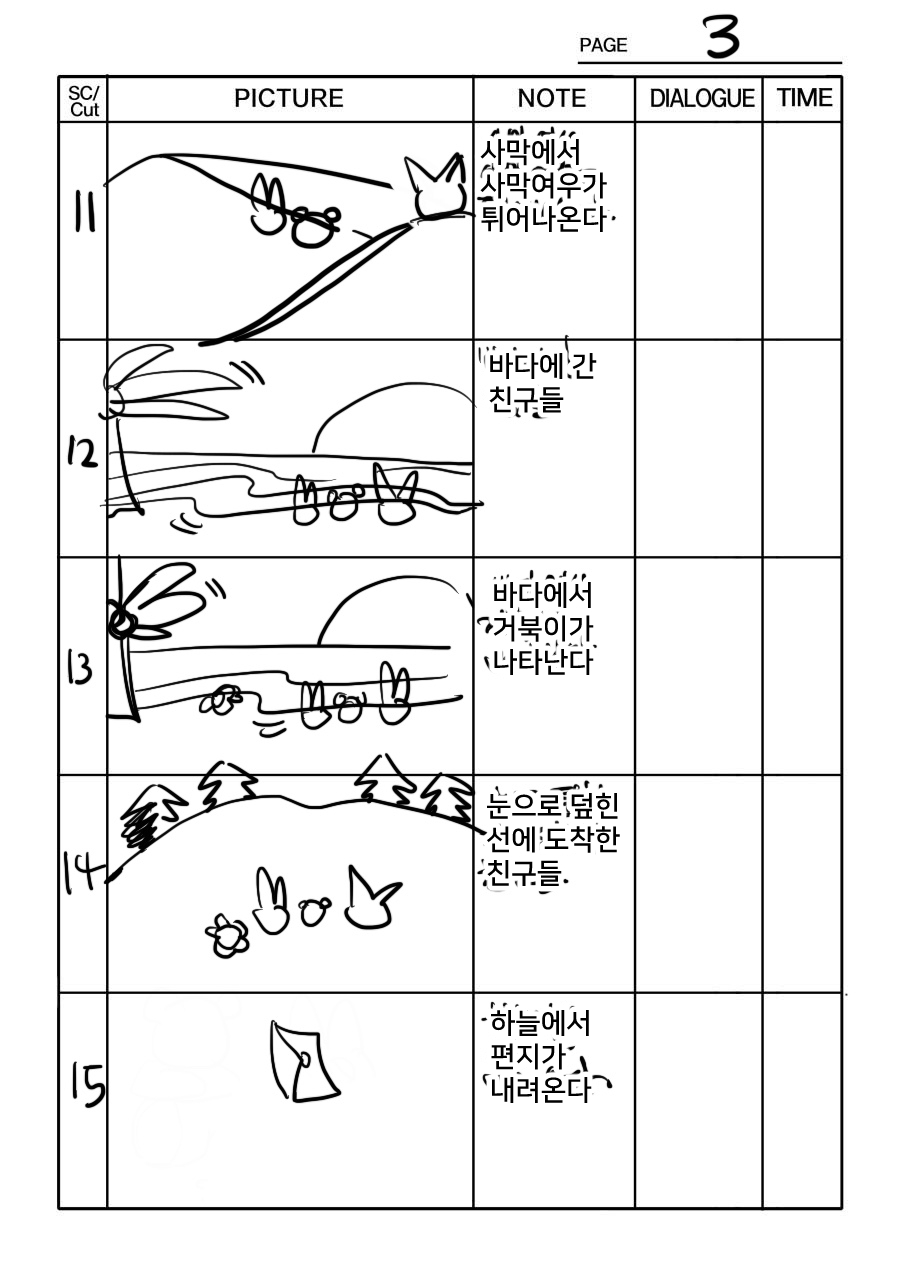 PAGE 3
SC/
Cut
PICTURE
NOTE
DIALOGUE
TIME
11
사막에서
사막여우가
튀어나온다.
12
바다에 간
친구들
13
바다에서
거북이가
나타난다
14
눈으로 덮힌
선에 도착한
친구들.
15
하늘에서
편지가
내려온다